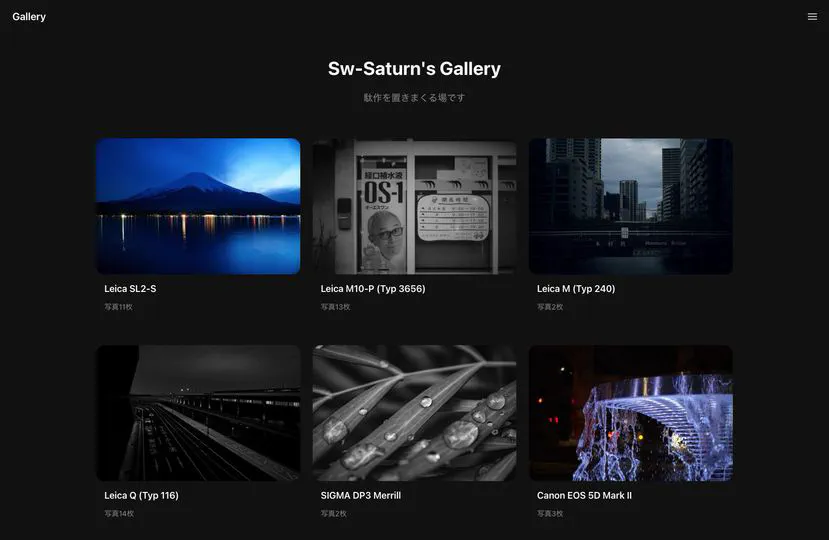 Gallery
Sw-Saturn's Gallery
駄作を置きまくる場です
経口補水液
OS-1
オーエスワン
Leica SL2-S
写真11枚
Leica M10-P (Typ 3656)
写真13枚
Leica M (Typ 240)
写真2枚
Leica Q (Typ 116)
写真14枚
SIGMA DP3 Merrill
写真2枚
Canon EOS 5D Mark II
写真3枚